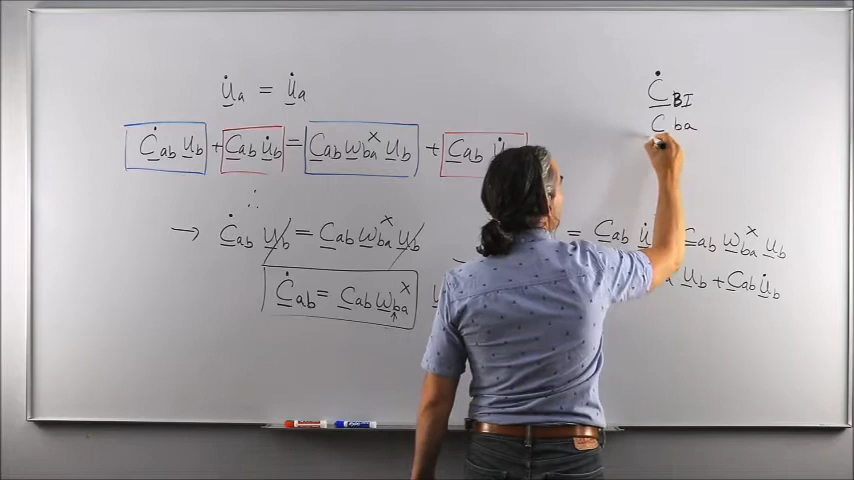 u̇a = u̇a
Ċab ub + Cab u̇b = Cab ωba× ub + Cab u̇
∴
→ Ċab ub = Cab ωba× ub
= Cab u̇ Cab ωba× ub
Ċab = Cab ωba×
ub + Cab u̇b
ĊBI
Cba